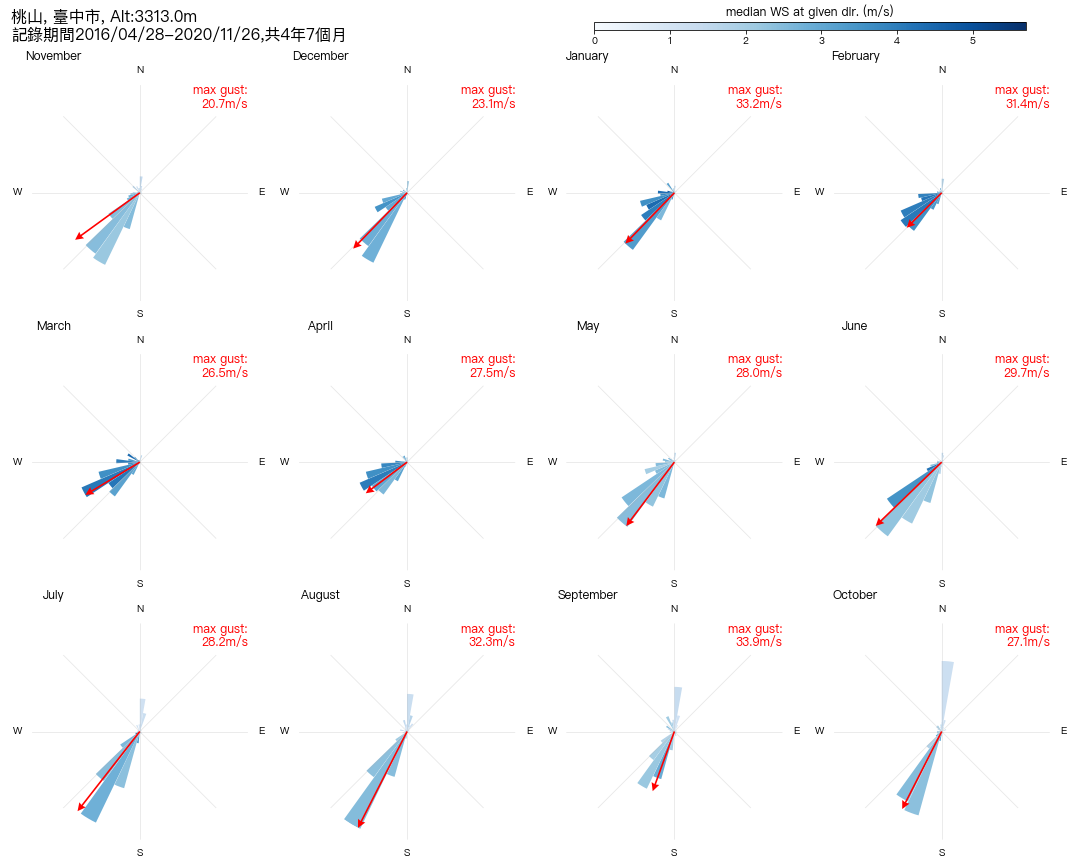 桃山, 臺中市, Alt:3313.0m
記錄期間2016/04/28-2020/11/26,共4年7個月
median WS at given dir. (m/s)
0 1 2 3 4 5
November
N
max gust:
20.7m/s
W
E
S
December
N
max gust:
23.1m/s
W
E
S
January
N
max gust:
33.2m/s
W
E
S
February
N
max gust:
31.4m/s
W
E
S
March
N
max gust:
26.5m/s
W
E
S
April
N
max gust:
27.5m/s
W
E
S
May
N
max gust:
28.0m/s
W
E
S
June
N
max gust:
29.7m/s
W
E
S
July
N
max gust:
28.2m/s
W
E
S
August
N
max gust:
32.3m/s
W
E
S
September
N
max gust:
33.9m/s
W
E
S
October
N
max gust:
27.1m/s
W
E
S